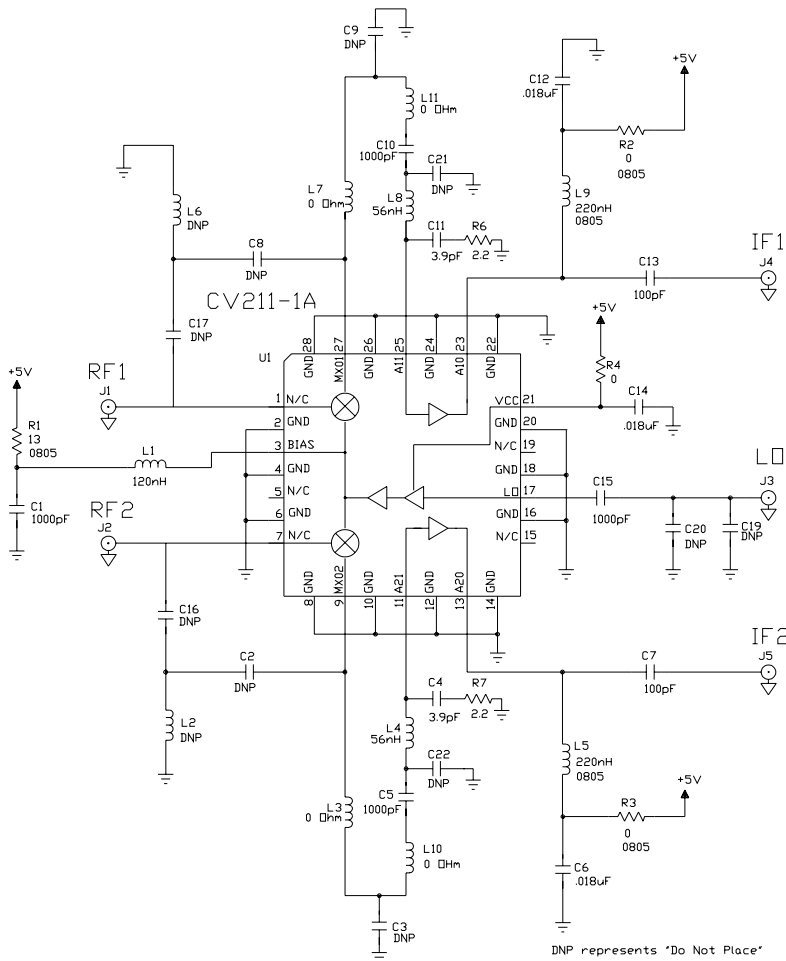 C9
DNP
L11
0 OHm
C10
1000pF
C21
DNP
L7
0 Ohm
L8
56nH
C11
3.9pF
R6
2.2
C12
.018uF
+5V
R2
0
0805
L9
220nH
0805
L6
DNP
C8
DNP
C17
DNP
CV211-1A
C13
100pF
IF1
J4
+5V
R4
0
C14
.018uF
U1
GND 28
MXO1 27
GND 26
A11 25
GND 24
A10 23
GND 22
+5V
R1
13
0805
RF1
J1
L1
120nH
C1
1000pF
RF2
J2
1 N/C
2 GND
3 BIAS
4 GND
5 N/C
6 GND
7 N/C
VCC 21
GND 20
N/C 19
GND 18
LO 17
GND 16
N/C 15
C15
1000pF
LO
J3
C20
DNP
C19
DNP
8 GND
9 MXO2
10 GND
11 A21
12 GND
13 A20
14 GND
C16
DNP
C2
DNP
L2
DNP
C4
3.9pF
R7
2.2
L4
56nH
C22
DNP
C5
1000pF
L3
0 Ohm
L10
0 OHm
C3
DNP
C7
100pF
IF2
J5
L5
220nH
0805
+5V
R3
0
0805
C6
.018uF
DNP represents "Do Not Place"